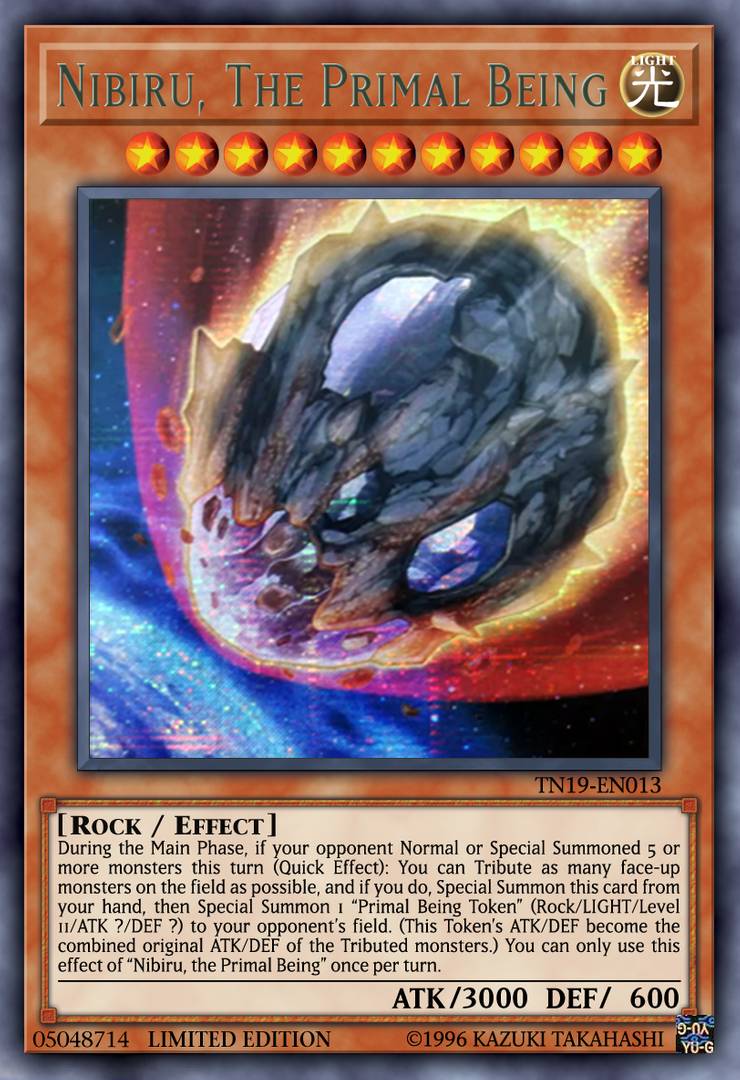 NIBIRU, THE PRIMAL BEING
LIGHT
光
TN19-EN013
[ROCK / EFFECT]
During the Main Phase, if your opponent Normal or Special Summoned 5 or
more monsters this turn (Quick Effect): You can Tribute as many face-up
monsters on the field as possible, and if you do, Special Summon this card from
your hand, then Special Summon 1 “Primal Being Token” (Rock/LIGHT/Level
11/ATK ?/DEF ?) to your opponent's field. (This Token's ATK/DEF become the
combined original ATK/DEF of the Tributed monsters.) You can only use this
effect of “Nibiru, the Primal Being” once per turn.
ATK/3000 DEF/ 600
05048714 LIMITED EDITION ©1996 KAZUKI TAKAHASHI